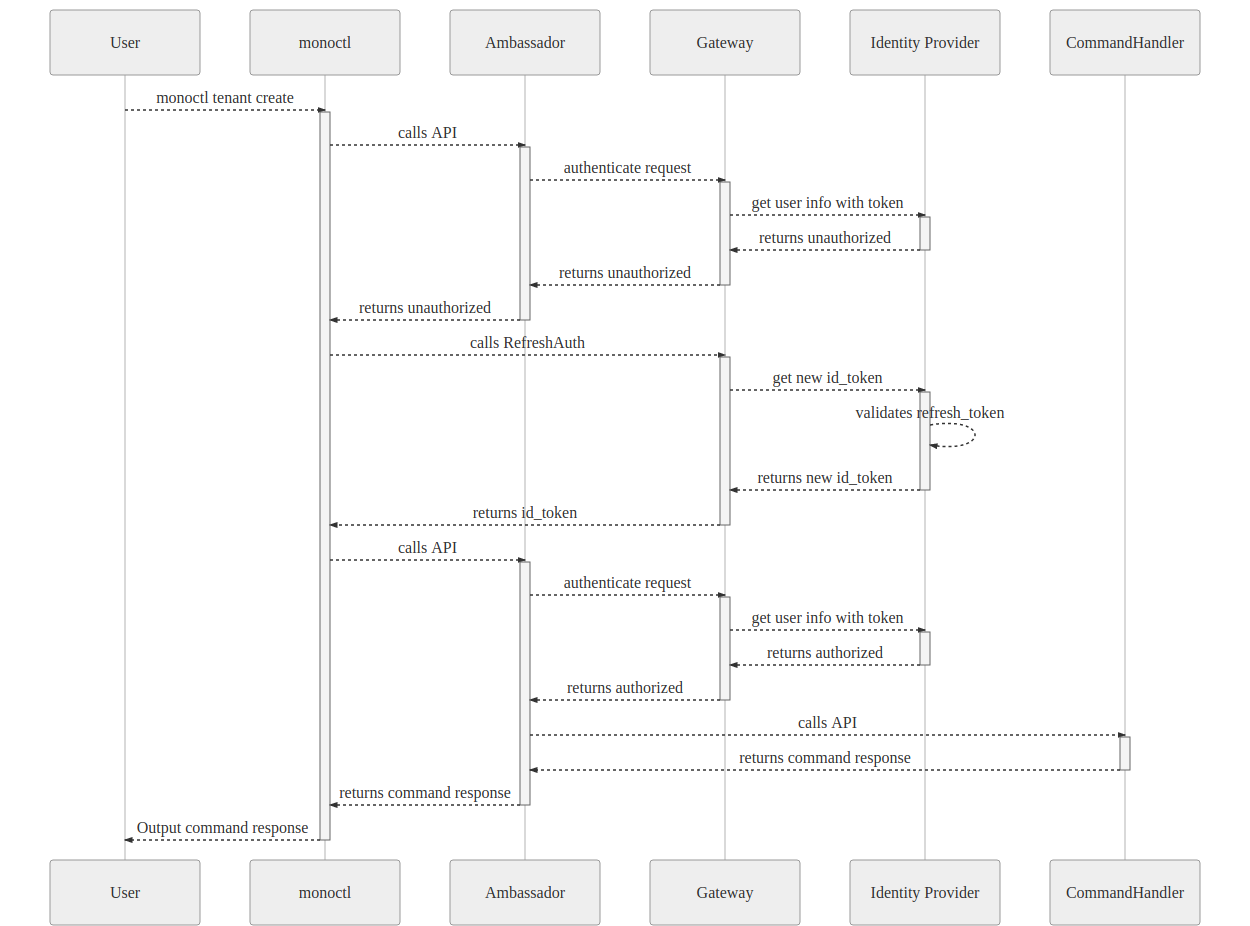 User
monoctl
Ambassador
Gateway
Identity Provider
CommandHandler
monoctl tenant create
calls API
authenticate request
get user info with token
returns unauthorized
returns unauthorized
returns unauthorized
calls RefreshAuth
get new id_token
validates refresh_token
returns new id_token
returns id_token
calls API
authenticate request
get user info with token
returns authorized
returns authorized
calls API
returns command response
returns command response
Output command response
User
monoctl
Ambassador
Gateway
Identity Provider
CommandHandler